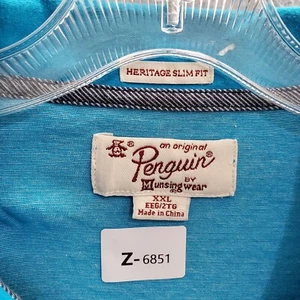 HERITAGE SLIM FIT
an original
Penguin®
BY
Munsingwear
XXL
EEG/2TG
Made in China
Z-6851